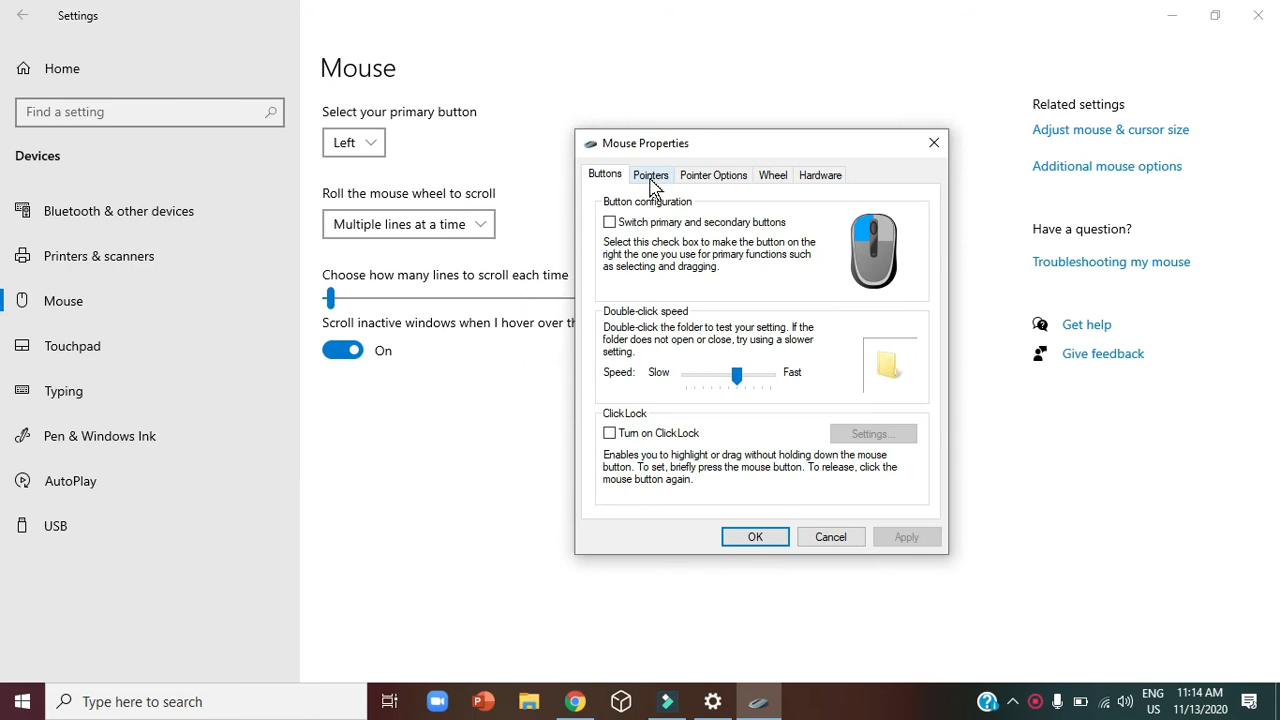 Settings
Home
Find a setting
Devices
Bluetooth & other devices
Printers & scanners
Mouse
Touchpad
Typing
Pen & Windows Ink
AutoPlay
USB
Mouse
Select your primary button
Left
Roll the mouse wheel to scroll
Multiple lines at a time
Choose how many lines to scroll each time
Scroll inactive windows when I hover over th
On
Mouse Properties
Buttons
Pointers
Pointer Options
Wheel
Hardware
Button configuration
Switch primary and secondary buttons
Select this check box to make the button on the
right the one you use for primary functions such
as selecting and dragging.
Double-click speed
Double-click the folder to test your setting. If the
folder does not open or close, try using a slower
setting.
Speed: Slow Fast
ClickLock
Turn on ClickLock
Settings...
Enables you to highlight or drag without holding down the mouse
button. To set, briefly press the mouse button. To release, click the
mouse button again.
OK
Cancel
Apply
Related settings
Adjust mouse & cursor size
Additional mouse options
Have a question?
Troubleshooting my mouse
Get help
Give feedback
Type here to search
ENG
US
11:14 AM
11/13/2020